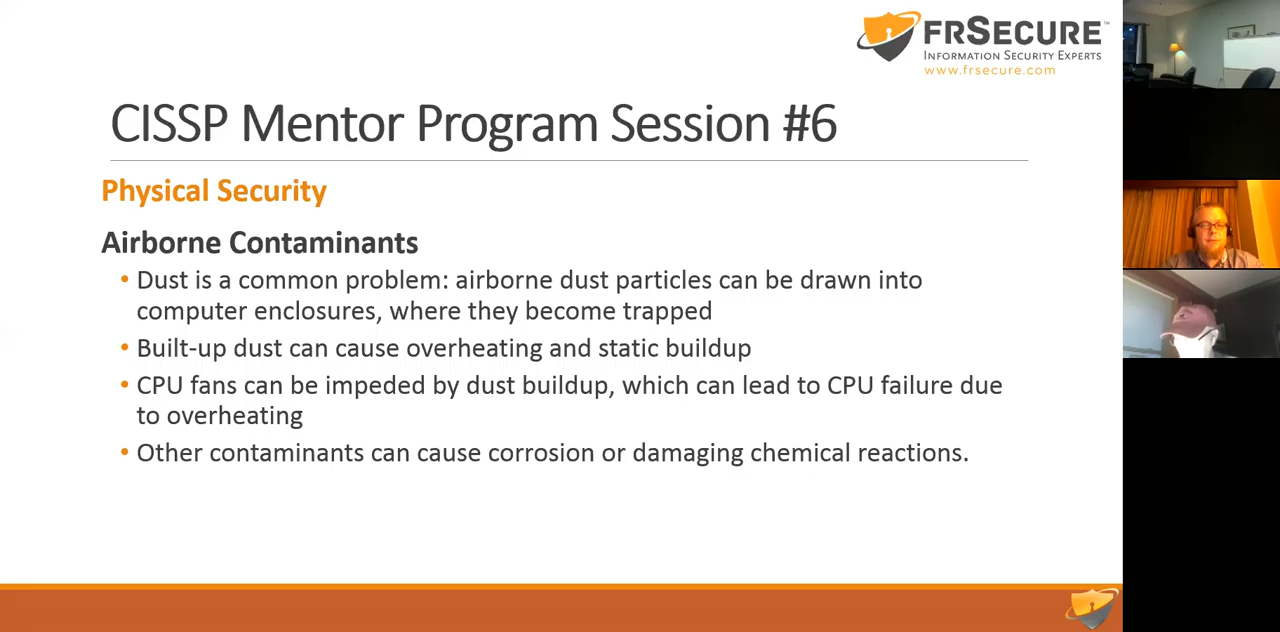 FRSECURE™
INFORMATION SECURITY EXPERTS
www.frsecure.com
CISSP Mentor Program Session #6
Physical Security
Airborne Contaminants
• Dust is a common problem: airborne dust particles can be drawn into
computer enclosures, where they become trapped
• Built-up dust can cause overheating and static buildup
• CPU fans can be impeded by dust buildup, which can lead to CPU failure due
to overheating
• Other contaminants can cause corrosion or damaging chemical reactions.